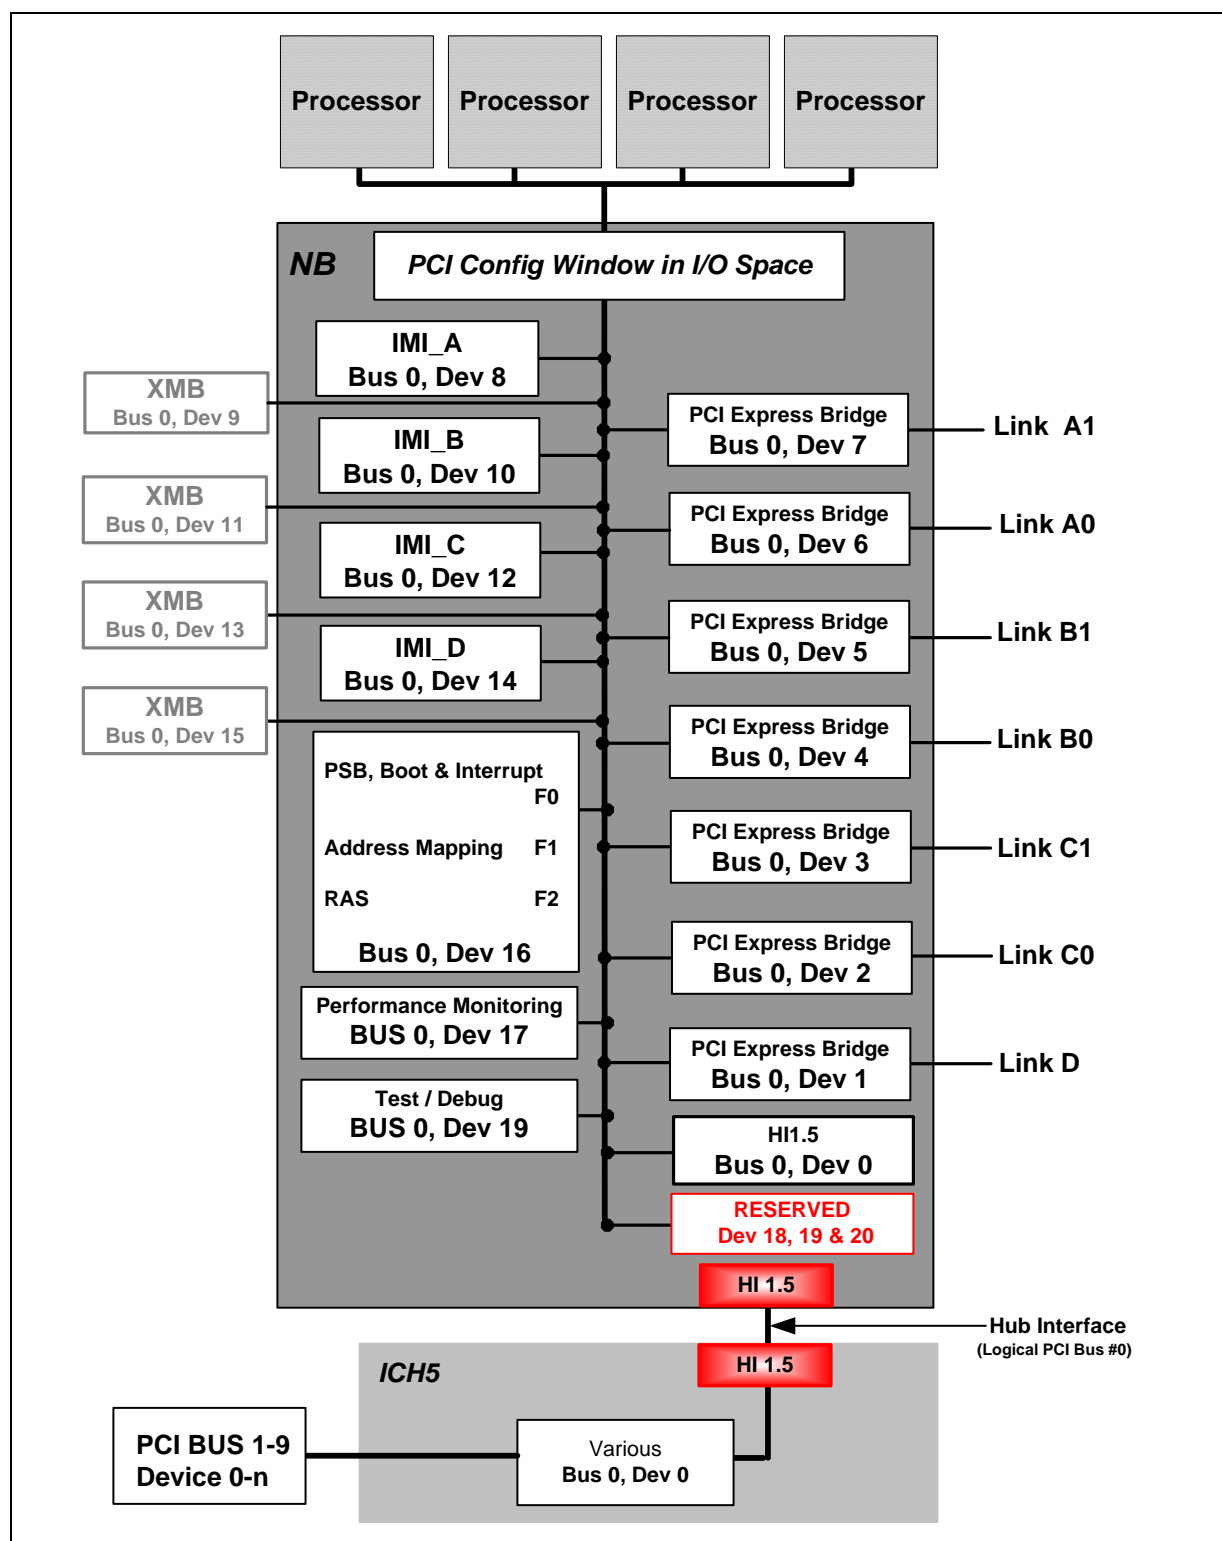 Processor
Processor
Processor
Processor
NB
PCI Config Window in I/O Space
IMI_A
Bus 0, Dev 8
XMB
Bus 0, Dev 9
IMI_B
Bus 0, Dev 10
XMB
Bus 0, Dev 11
IMI_C
Bus 0, Dev 12
XMB
Bus 0, Dev 13
IMI_D
Bus 0, Dev 14
XMB
Bus 0, Dev 15
PSB, Boot & Interrupt
F0
Address Mapping F1
RAS F2
Bus 0, Dev 16
Performance Monitoring
BUS 0, Dev 17
Test / Debug
BUS 0, Dev 19
PCI Express Bridge
Bus 0, Dev 7
Link A1
PCI Express Bridge
Bus 0, Dev 6
Link A0
PCI Express Bridge
Bus 0, Dev 5
Link B1
PCI Express Bridge
Bus 0, Dev 4
Link B0
PCI Express Bridge
Bus 0, Dev 3
Link C1
PCI Express Bridge
Bus 0, Dev 2
Link C0
PCI Express Bridge
Bus 0, Dev 1
Link D
HI1.5
Bus 0, Dev 0
RESERVED
Dev 18, 19 & 20
HI 1.5
Hub Interface
(Logical PCI Bus #0)
HI 1.5
ICH5
PCI BUS 1-9
Device 0-n
Various
Bus 0, Dev 0